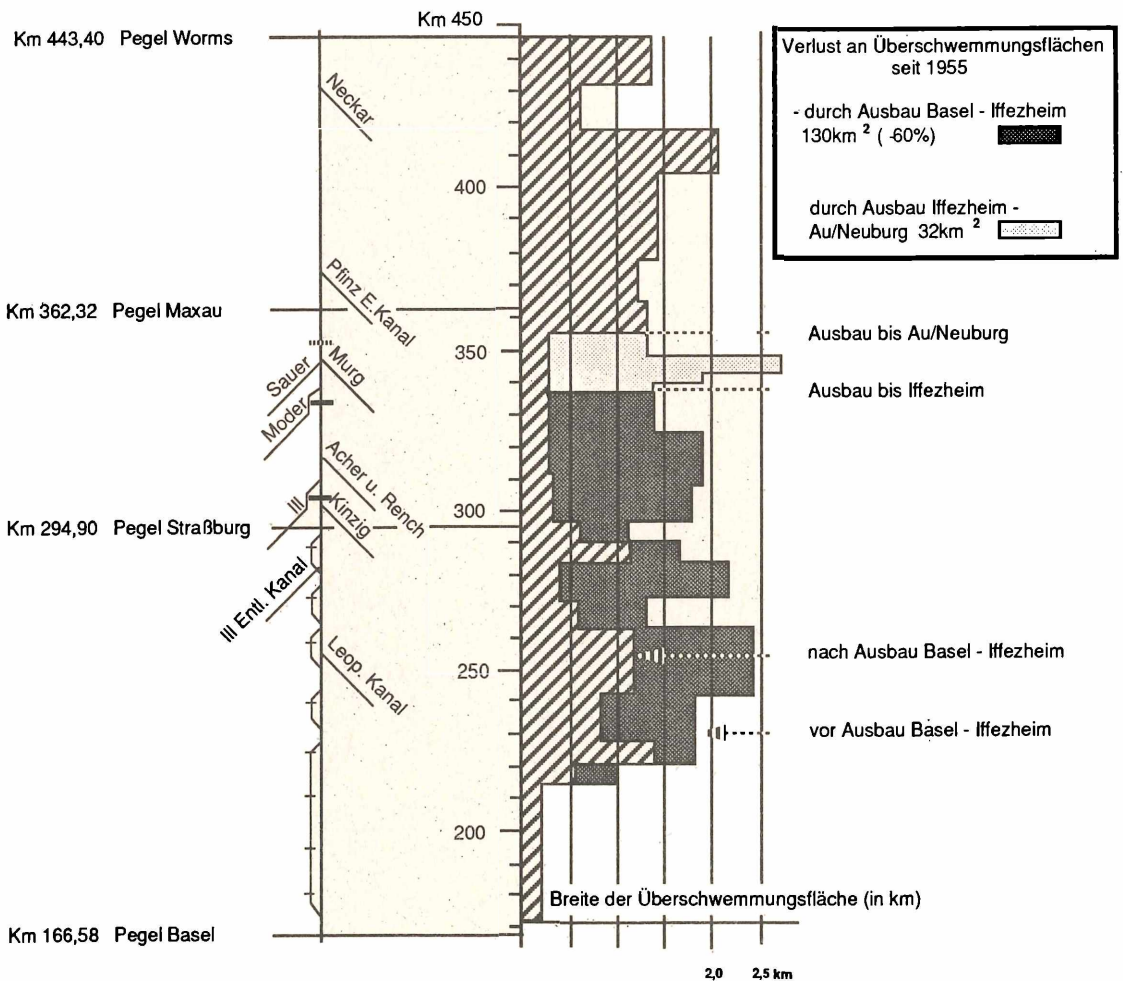 Km 450
Km 443,40 Pegel Worms
Verlust an Überschwemmungsflächen
seit 1955
- durch Ausbau Basel - Iffezheim
130km ² ( -60%)
durch Ausbau Iffezheim -
Au/Neuburg 32km ²
Neckar
400
Pfinz E.Kanal
Km 362,32 Pegel Maxau
Ausbau bis Au/Neuburg
350
Sauer
Murg
Ausbau bis Iffezheim
Moder
Acher u. Rench
Ill
Kinzig
300
Km 294,90 Pegel Straßburg
Ill Entl. Kanal
Leop. Kanal
nach Ausbau Basel - Iffezheim
250
vor Ausbau Basel - Iffezheim
200
Breite der Überschwemmungsfläche (in km)
Km 166,58 Pegel Basel
2,0 2,5 km